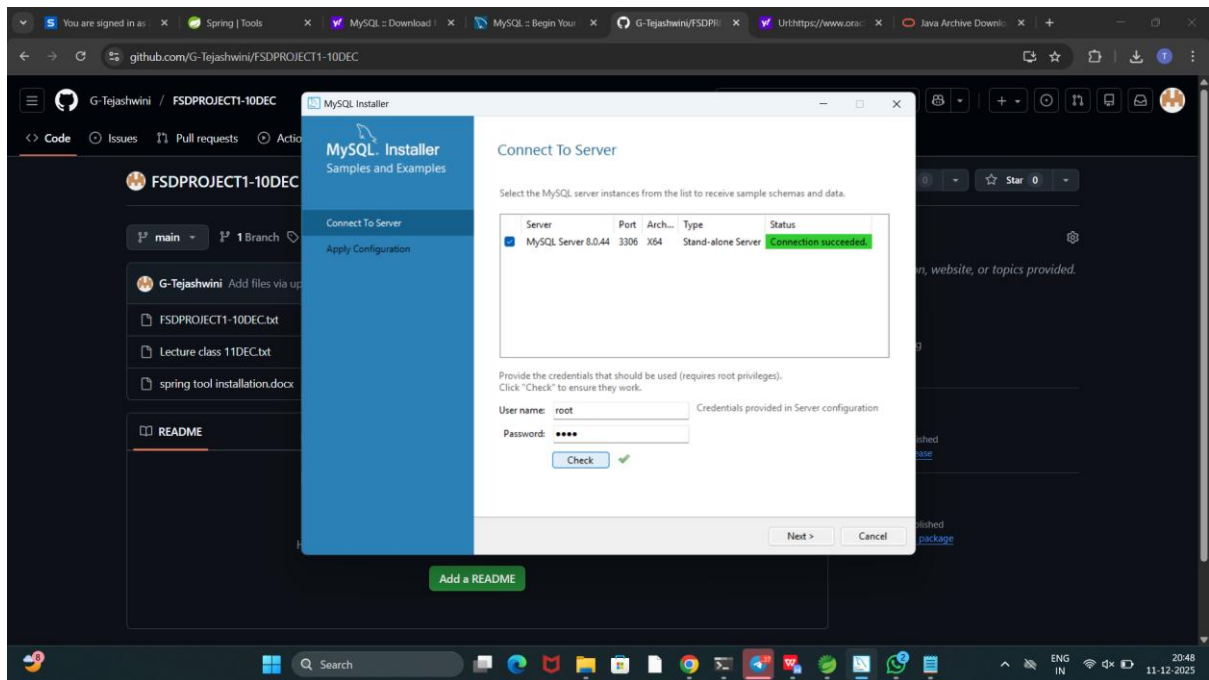 You are signed in as
Spring | Tools
MySQL :: Download
MySQL :: Begin Your
G-Tejashwini/FSDPR
Url:https://www.orac
Java Archive Downlo
github.com/G-Tejashwini/FSDPROJECT1-10DEC
G-Tejashwini / FSDPROJECT1-10DEC
Code
Issues
Pull requests
Actio
FSDPROJECT1-10DEC
0
Star 0
main
1 Branch
G-Tejashwini Add files via up
FSDPROJECT1-10DEC.txt
Lecture class 11DEC.txt
spring tool installation.docx
README
Add a README
on, website, or topics provided.
ished
ease
blished
package
MySQL Installer
MySQL. Installer
Samples and Examples
Connect To Server
Apply Configuration
Connect To Server
Select the MySQL server instances from the list to receive sample schemas and data.
Server Port Arch... Type Status
MySQL Server 8.0.44 3306 X64 Stand-alone Server Connection succeeded.
Provide the credentials that should be used (requires root privileges).
Click "Check" to ensure they work.
User name: root Credentials provided in Server configuration
Password: ••••
Check
Next > Cancel
Search
ENG
IN
20:48
11-12-2025